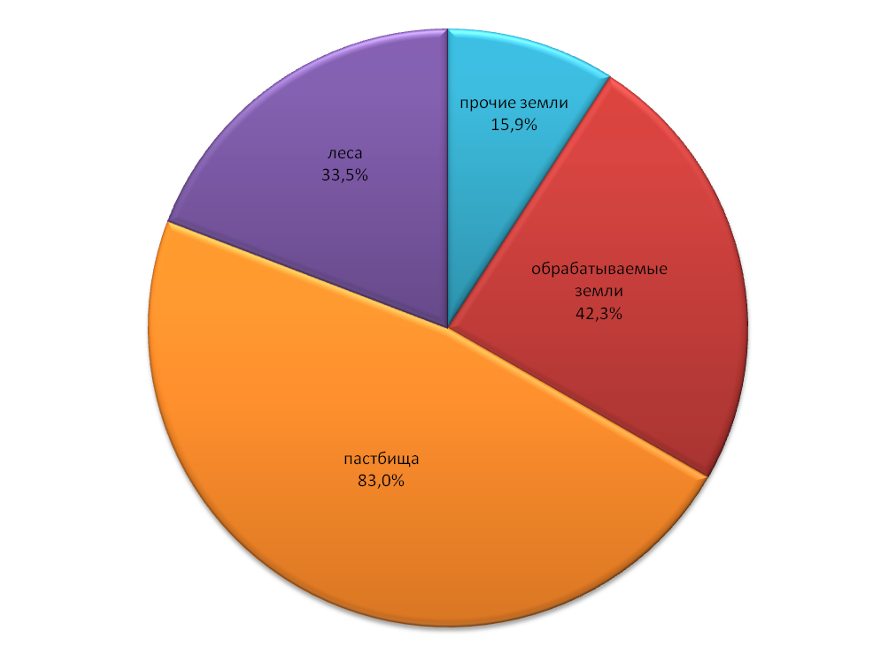 прочие земли
15,9%
леса
33,5%
обрабатываемые
земли
42,3%
пастбища
83,0%